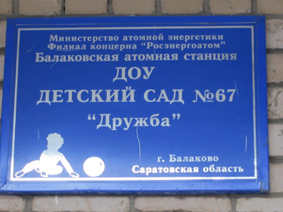 Министерство атомной энергетики
Филиал концерна "Росэнергоатом"
Балаковская атомная станция
ДОУ
ДЕТСКИЙ САД №67
"Дружба"
г. Балаково
Саратовская область